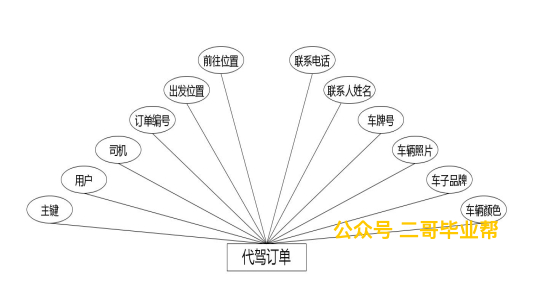 前往位置
联系电话
出发位置
联系人姓名
订单编号
车牌号
司机
车辆照片
用户
车子品牌
主键
车辆颜色
公众号 二哥毕业帮
代驾订单